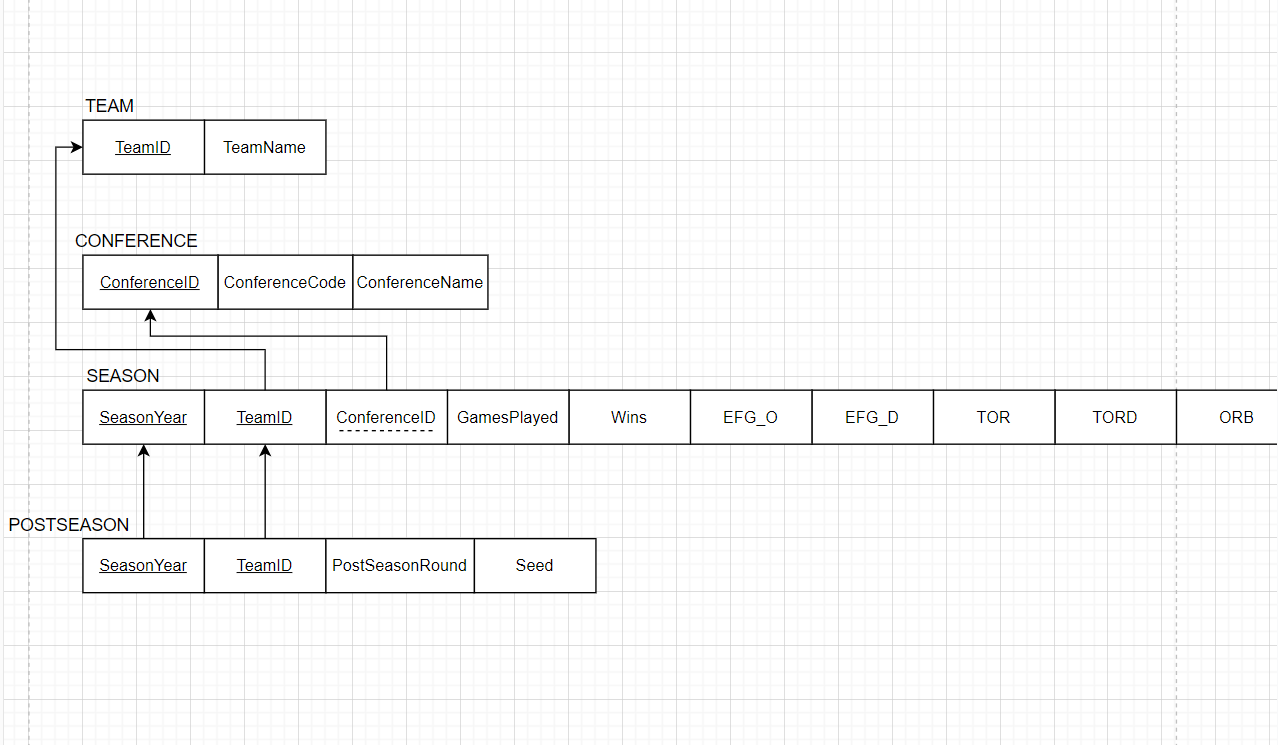 TEAM
TeamID TeamName
CONFERENCE
ConferenceID ConferenceCode ConferenceName
SEASON
SeasonYear TeamID ConferenceID GamesPlayed Wins EFG_O EFG_D TOR TORD ORB
POSTSEASON
SeasonYear TeamID PostSeasonRound Seed